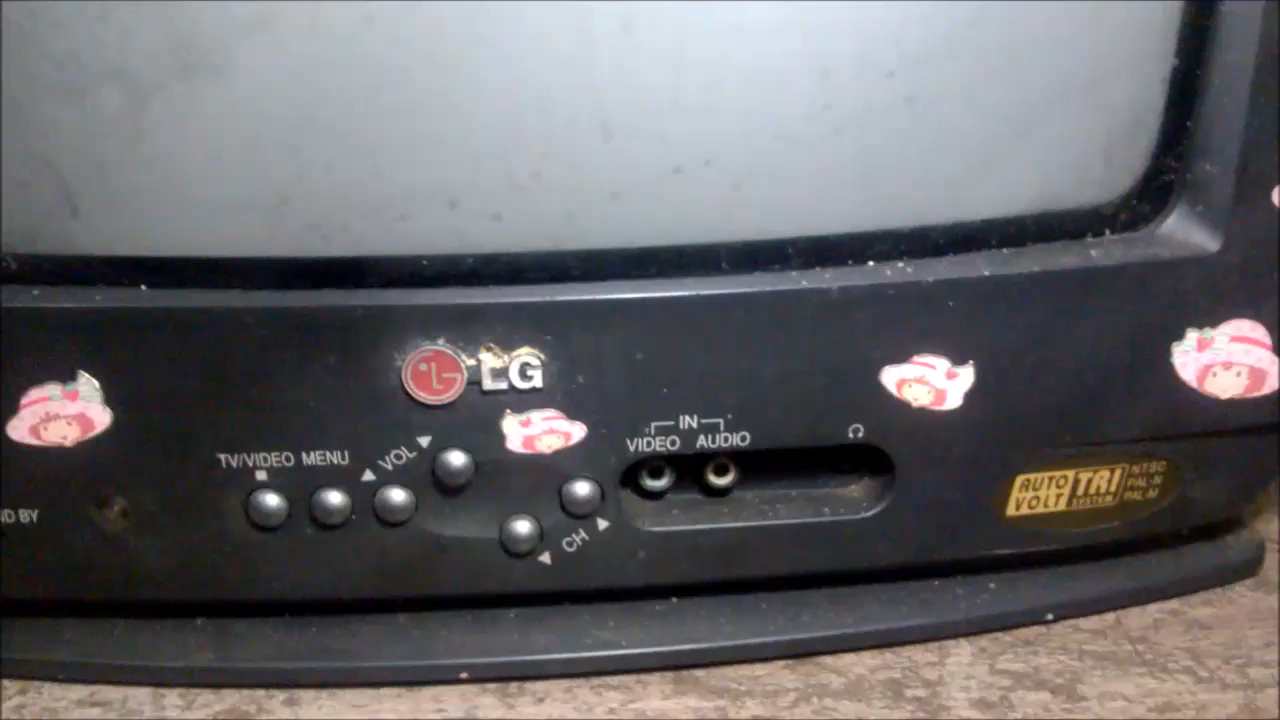 LG
IN
VIDEO AUDIO
TV/VIDEO MENU
VOL
CH
ND BY
AUTO VOLT
TRI SYSTEM
NTSC
PAL-N
PAL-M